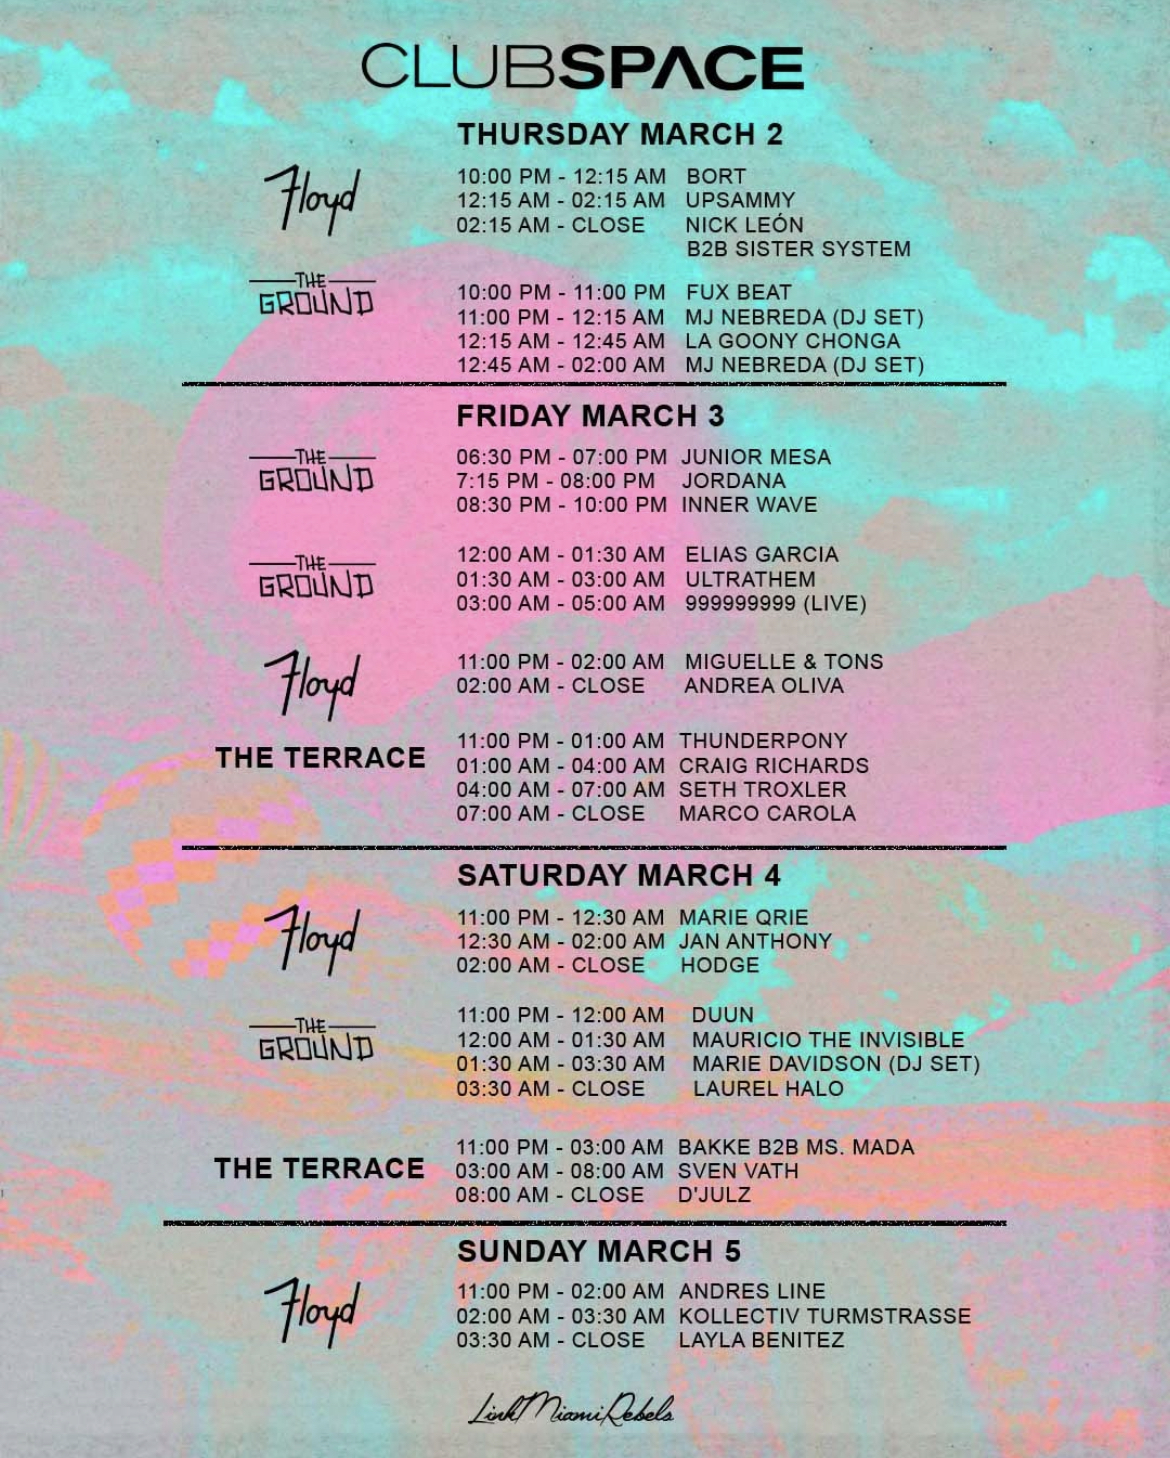 CLUBSPACE
THURSDAY MARCH 2
Floyd
10:00 PM - 12:15 AM BORT
12:15 AM - 02:15 AM UPSAMMY
02:15 AM - CLOSE NICK LEÓN
B2B SISTER SYSTEM
THE
GROUND
10:00 PM - 11:00 PM FUX BEAT
11:00 PM - 12:15 AM MJ NEBREDA (DJ SET)
12:15 AM - 12:45 AM LA GOONY CHONGA
12:45 AM - 02:00 AM MJ NEBREDA (DJ SET)
FRIDAY MARCH 3
THE
GROUND
06:30 PM - 07:00 PM JUNIOR MESA
7:15 PM - 08:00 PM JORDANA
08:30 PM - 10:00 PM INNER WAVE
THE
GROUND
12:00 AM - 01:30 AM ELIAS GARCIA
01:30 AM - 03:00 AM ULTRATHEM
03:00 AM - 05:00 AM 999999999 (LIVE)
Floyd
11:00 PM - 02:00 AM MIGUELLE & TONS
02:00 AM - CLOSE ANDREA OLIVA
THE TERRACE
11:00 PM - 01:00 AM THUNDERPONY
01:00 AM - 04:00 AM CRAIG RICHARDS
04:00 AM - 07:00 AM SETH TROXLER
07:00 AM - CLOSE MARCO CAROLA
SATURDAY MARCH 4
Floyd
11:00 PM - 12:30 AM MARIE QRIE
12:30 AM - 02:00 AM JAN ANTHONY
02:00 AM - CLOSE HODGE
THE
GROUND
11:00 PM - 12:00 AM DUUN
12:00 AM - 01:30 AM MAURICIO THE INVISIBLE
01:30 AM - 03:30 AM MARIE DAVIDSON (DJ SET)
03:30 AM - CLOSE LAUREL HALO
THE TERRACE
11:00 PM - 03:00 AM BAKKE B2B MS. MADA
03:00 AM - 08:00 AM SVEN VATH
08:00 AM - CLOSE D'JULZ
SUNDAY MARCH 5
Floyd
11:00 PM - 02:00 AM ANDRES LINE
02:00 AM - 03:30 AM KOLLECTIV TURMSTRASSE
03:30 AM - CLOSE LAYLA BENITEZ
Link Miami Rebels